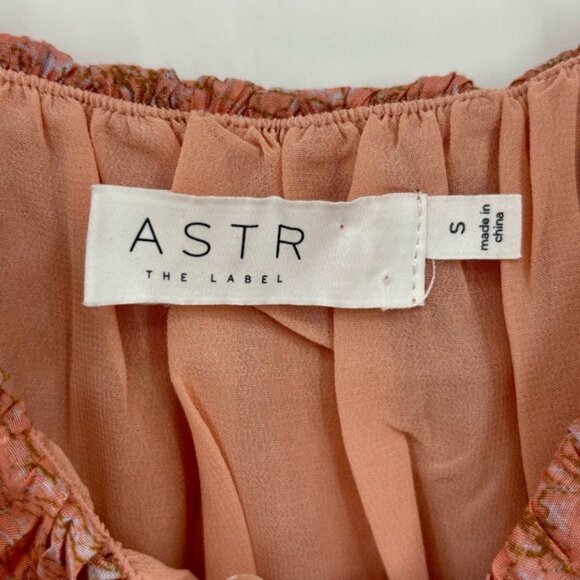 ASTR
THE LABEL
S
made in
china